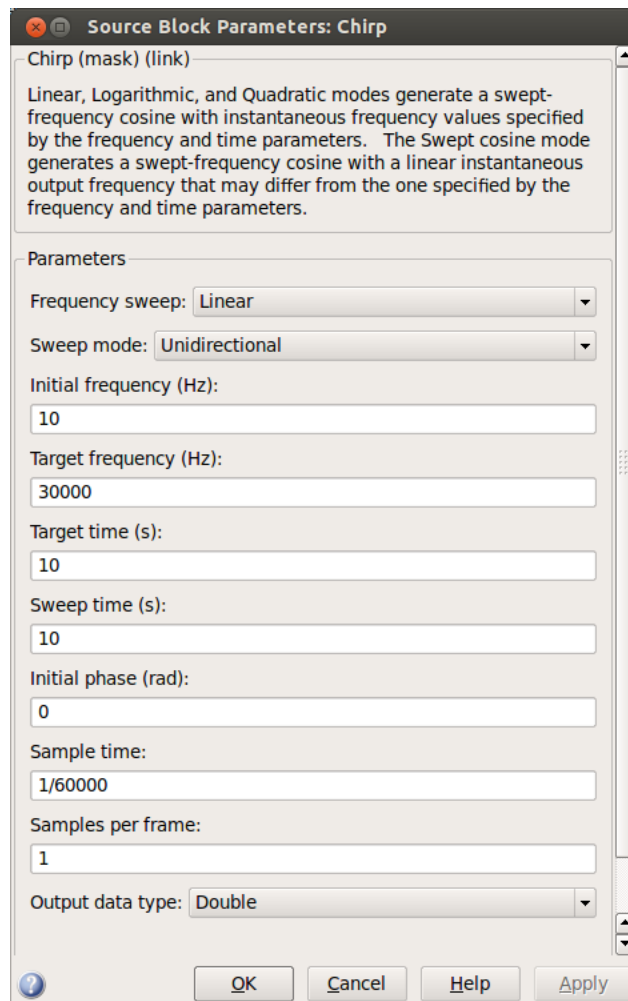 Source Block Parameters: Chirp
Chirp (mask) (link)
Linear, Logarithmic, and Quadratic modes generate a swept-
frequency cosine with instantaneous frequency values specified
by the frequency and time parameters.   The Swept cosine mode
generates a swept-frequency cosine with a linear instantaneous
output frequency that may differ from the one specified by the
frequency and time parameters.
Parameters
Frequency sweep: Linear
Sweep mode: Unidirectional
Initial frequency (Hz):
10
Target frequency (Hz):
30000
Target time (s):
10
Sweep time (s):
10
Initial phase (rad):
0
Sample time:
1/60000
Samples per frame:
1
Output data type: Double
? OK Cancel Help Apply